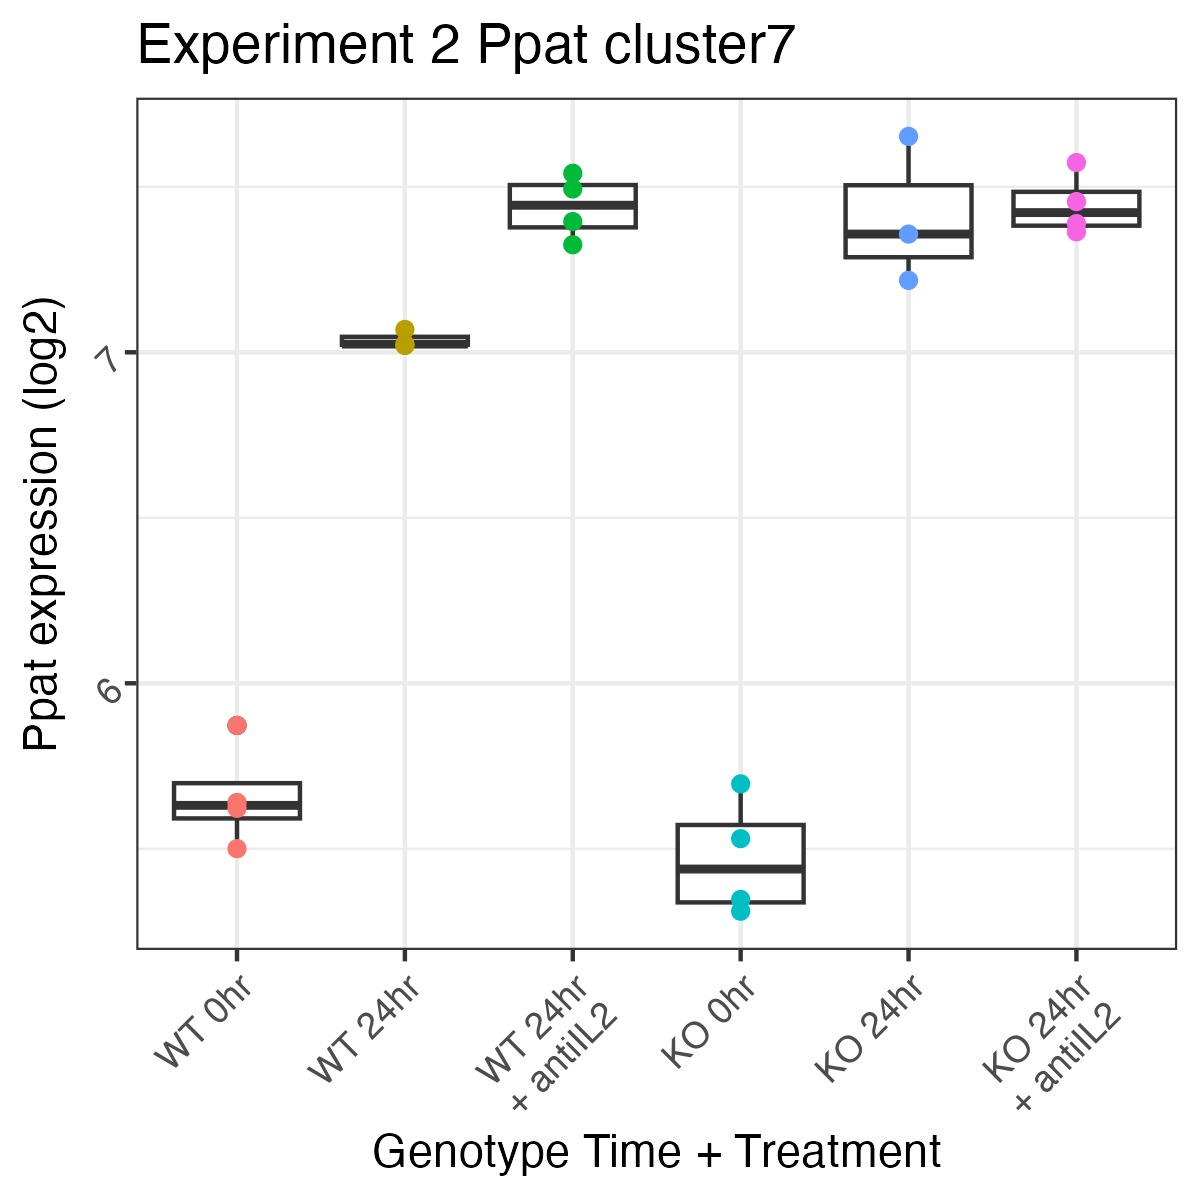 Experiment 2 Ppat cluster7
Ppat expression (log2)
7
6
WT 0hr
WT 24hr
WT 24hr
+ antiIL2
KO 0hr
KO 24hr
KO 24hr
+ antiIL2
Genotype Time + Treatment